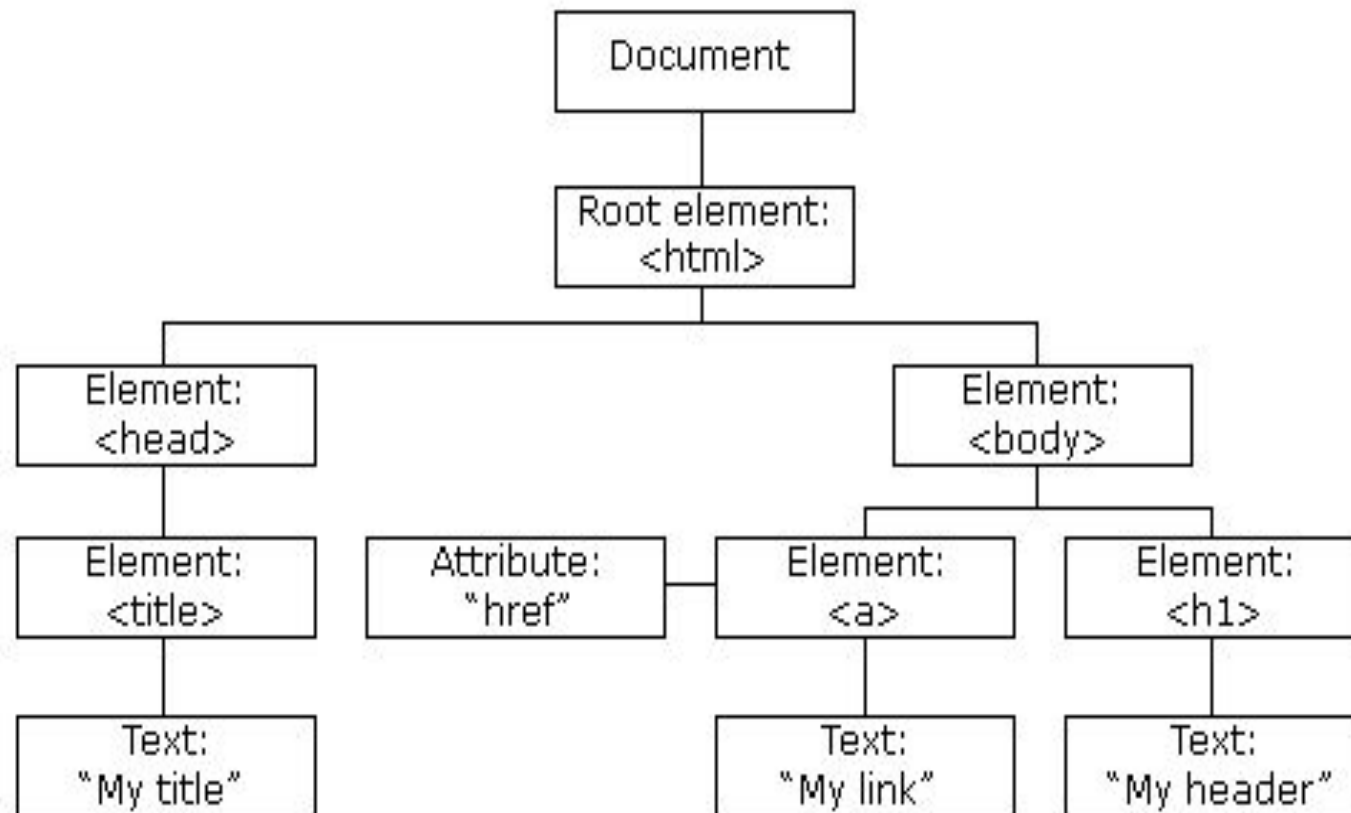 Document
Root element:
<html>
Element:
<head>
Element:
<body>
Element:
<title>
Attribute:
“href”
Element:
<a>
Element:
<h1>
Text:
“My title”
Text:
“My link”
Text:
“My header”